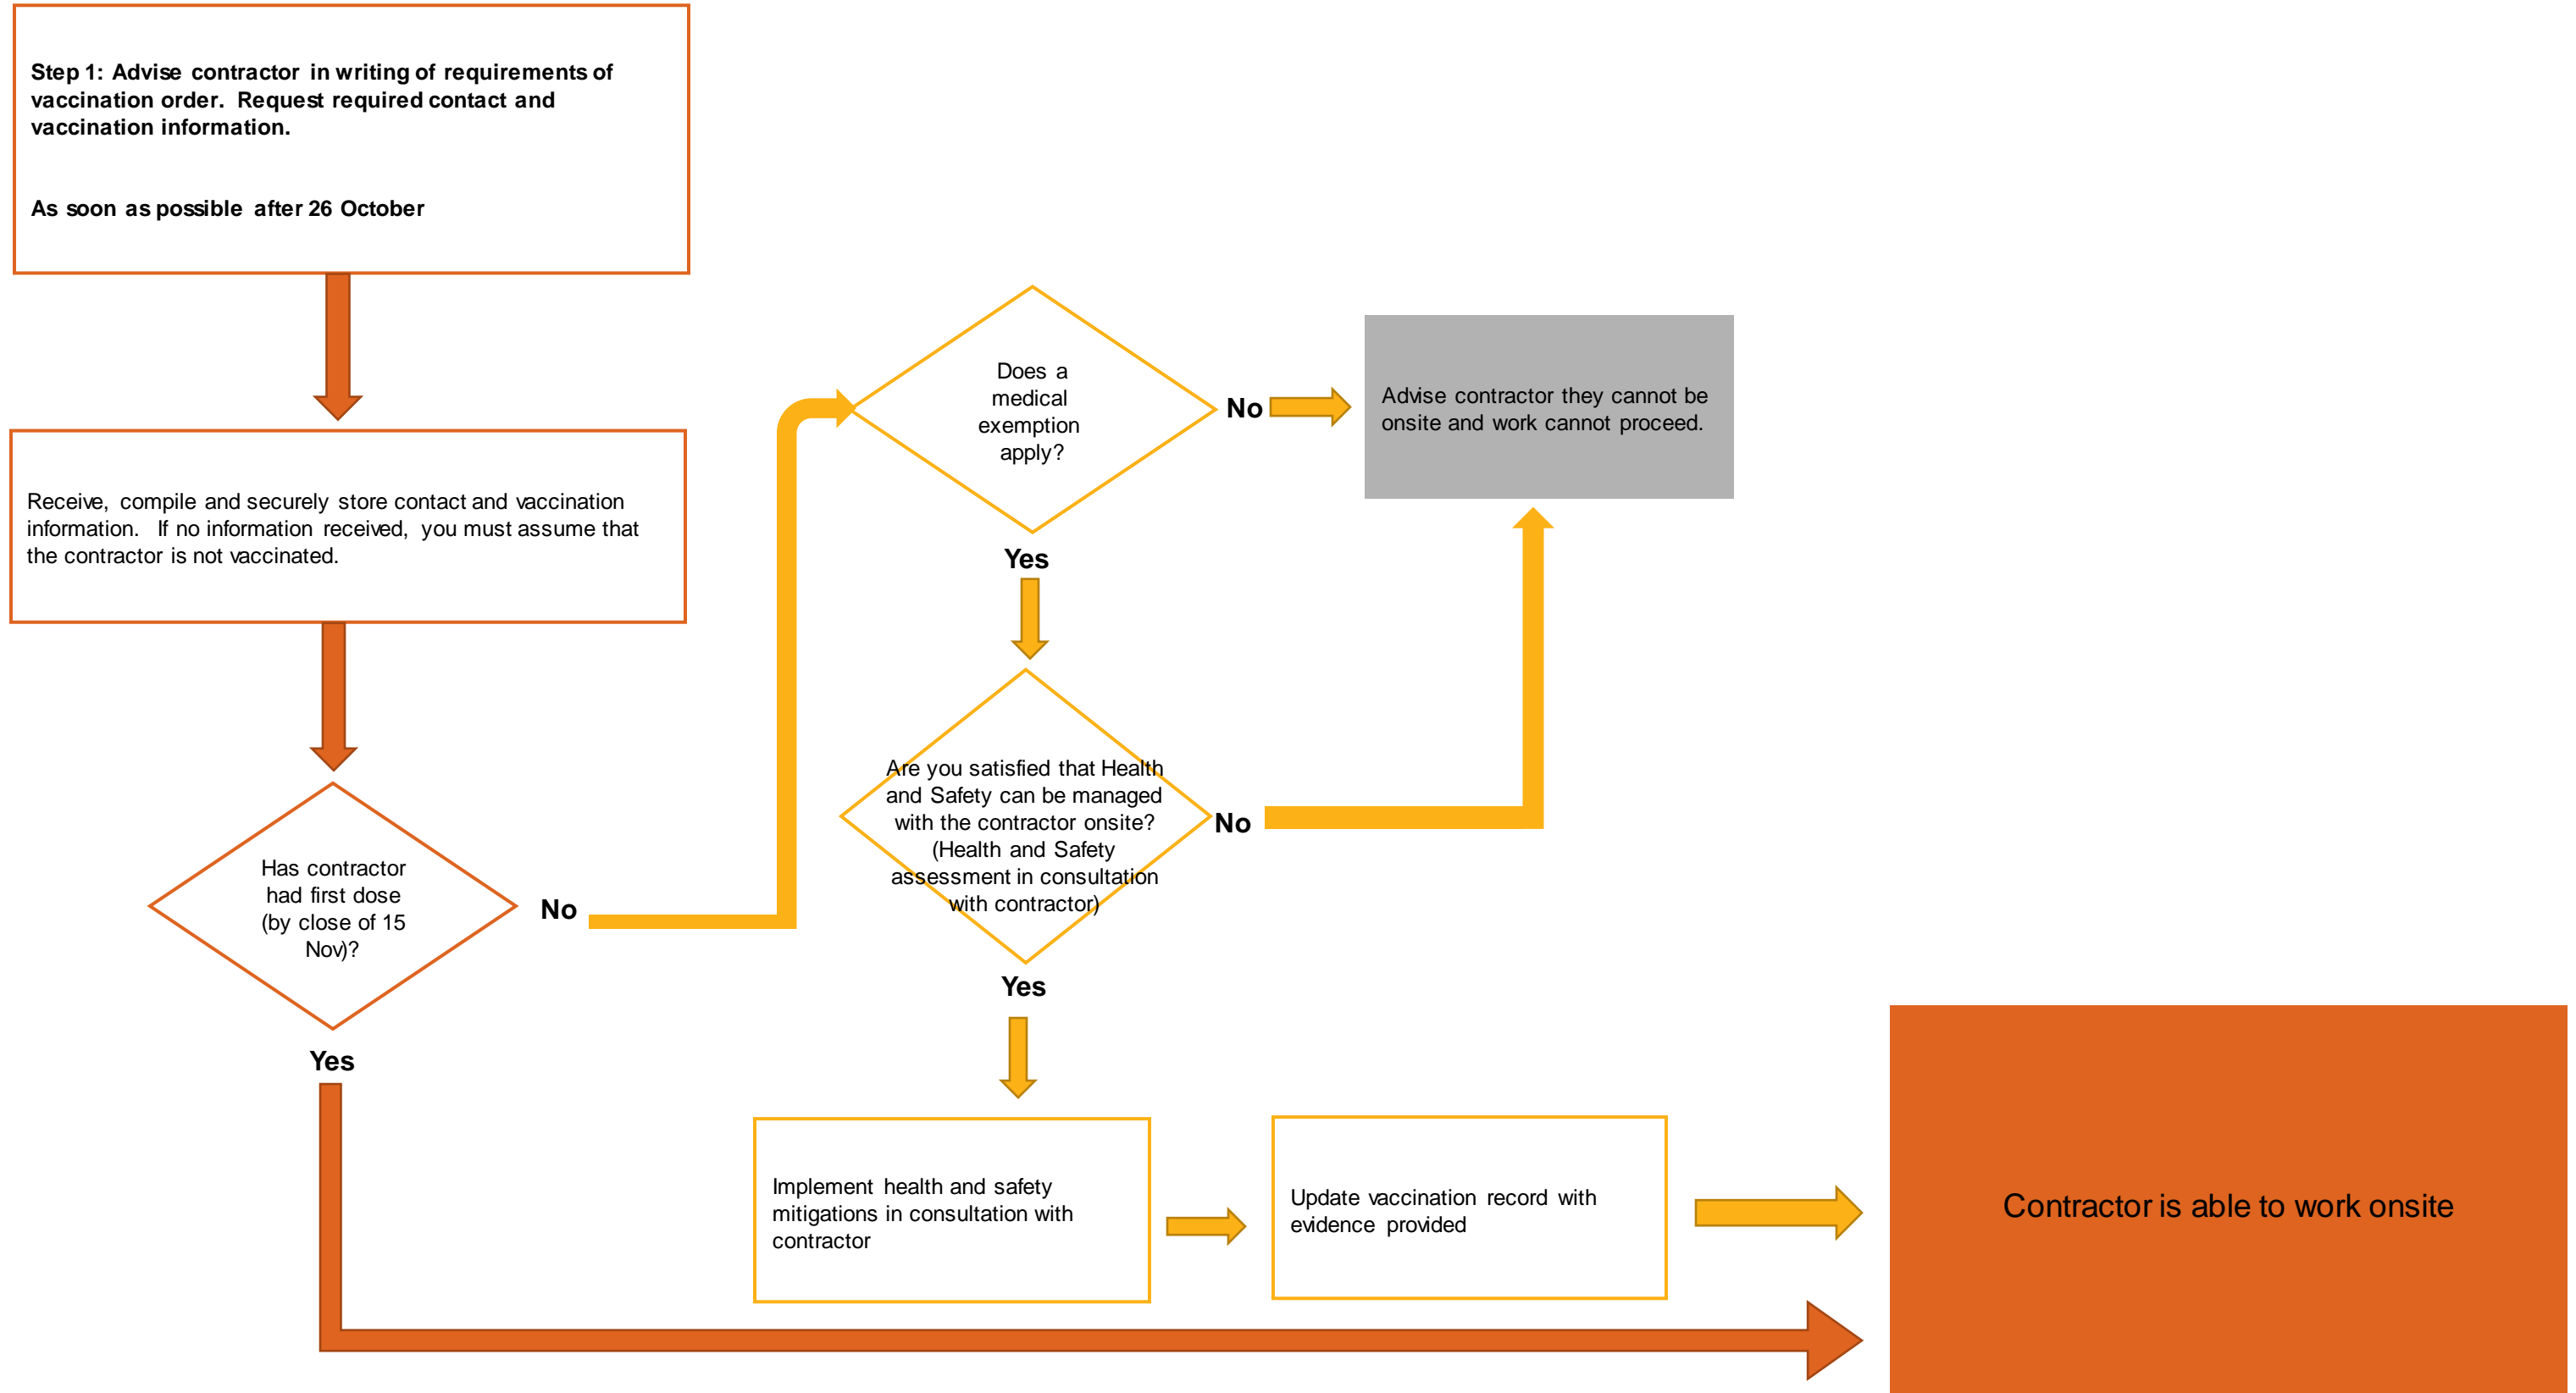 Step 1: Advise contractor in writing of requirements of
vaccination order. Request required contact and
vaccination information.
As soon as possible after 26 October
Receive, compile and securely store contact and vaccination
information. If no information received, you must assume that
the contractor is not vaccinated.
Has contractor
had first dose
(by close of 15
Nov)?
No
Yes
Does a
medical
exemption
apply?
No
Yes
Advise contractor they cannot be
onsite and work cannot proceed.
Are you satisfied that Health
and Safety can be managed
with the contractor onsite?
(Health and Safety
assessment in consultation
with contractor)
No
Yes
Implement health and safety
mitigations in consultation with
contractor
Update vaccination record with
evidence provided
Contractor is able to work onsite